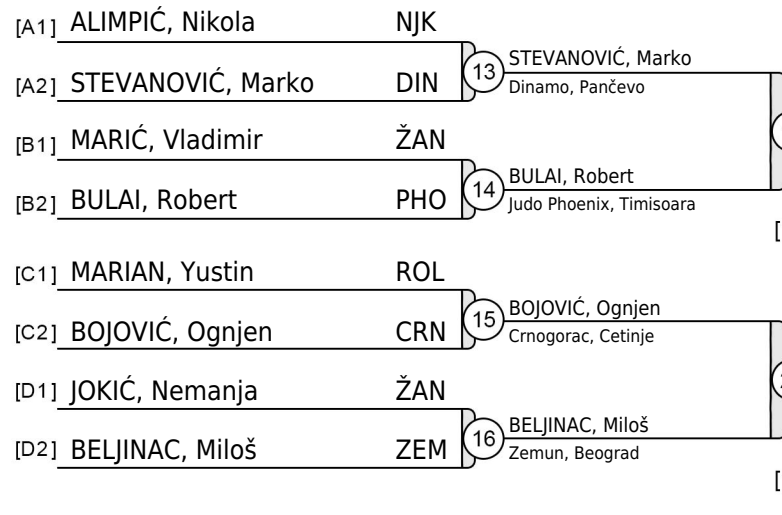 [A1] ALIMPIĆ, Nikola NJK
[A2] STEVANOVIĆ, Marko DIN
13 STEVANOVIĆ, Marko
Dinamo, Pančevo
[B1] MARIĆ, Vladimir ŽAN
[B2] BULAI, Robert PHO
14 BULAI, Robert
Judo Phoenix, Timisoara
[C1] MARIAN, Yustin ROL
[C2] BOJOVIĆ, Ognjen CRN
15 BOJOVIĆ, Ognjen
Crnogorac, Cetinje
[D1] JOKIĆ, Nemanja ŽAN
[D2] BELJINAC, Miloš ZEM
16 BELJINAC, Miloš
Zemun, Beograd